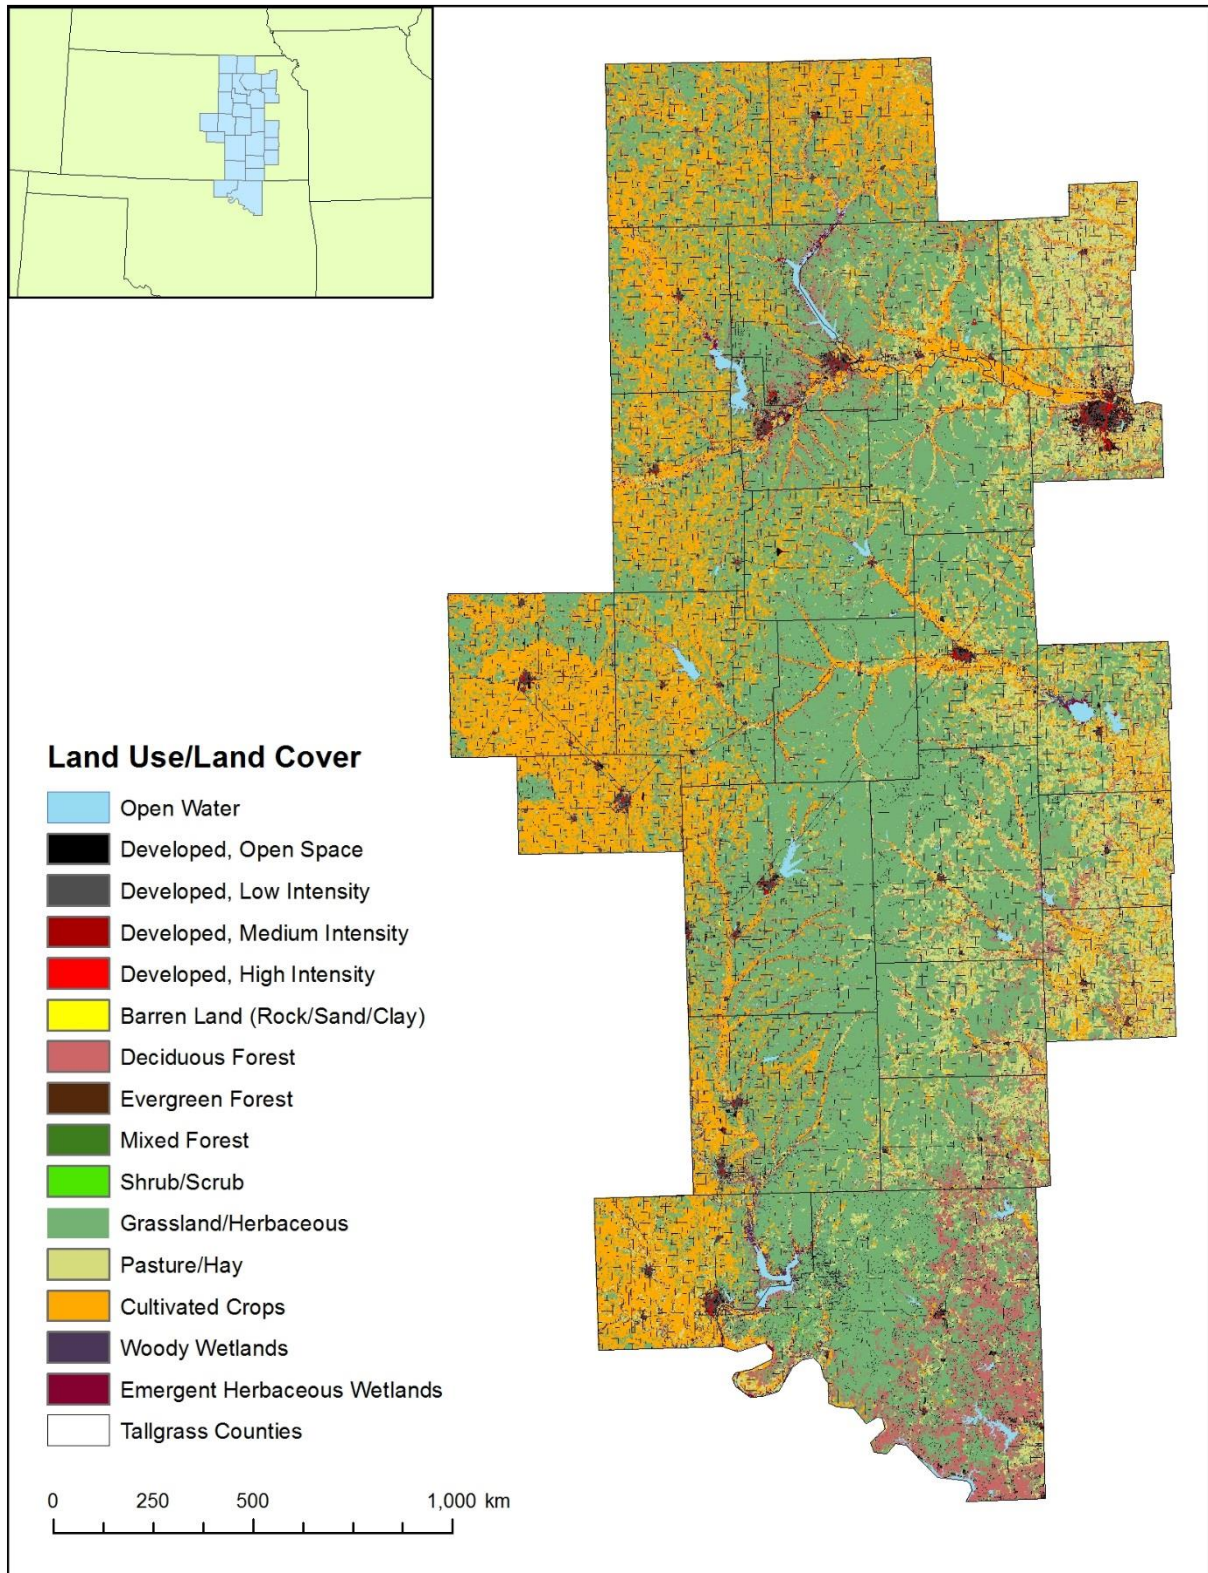 Land Use/Land Cover
Open Water
Developed, Open Space
Developed, Low Intensity
Developed, Medium Intensity
Developed, High Intensity
Barren Land (Rock/Sand/Clay)
Deciduous Forest
Evergreen Forest
Mixed Forest
Shrub/Scrub
Grassland/Herbaceous
Pasture/Hay
Cultivated Crops
Woody Wetlands
Emergent Herbaceous Wetlands
Tallgrass Counties
0 250 500 1,000 km